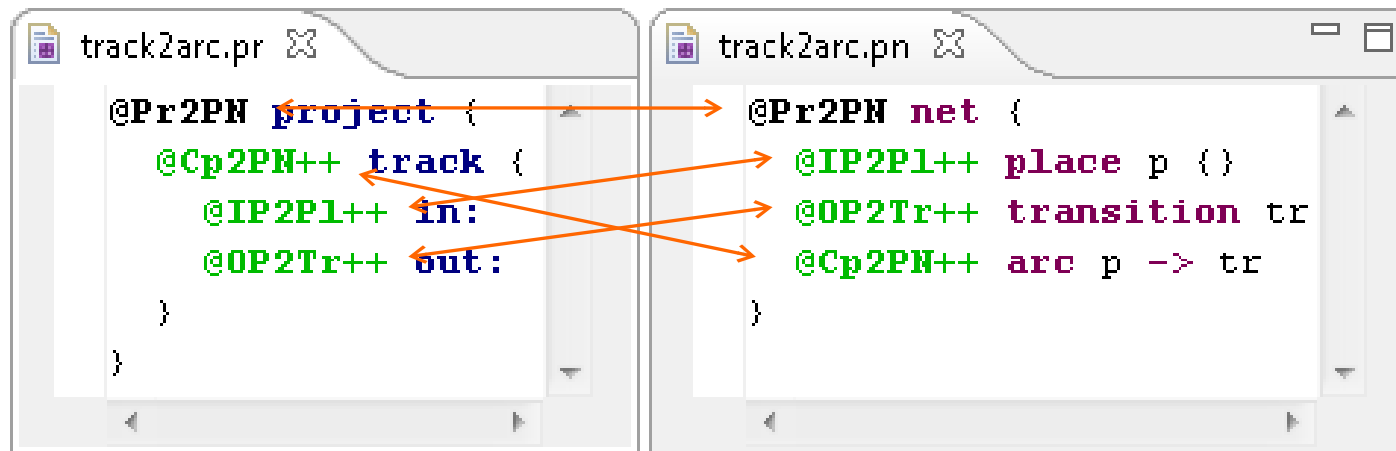 track2arc.pr
@Pr2PN project {
@Cp2PN++ track {
@IP2Pl++ in:
@OP2Tr++ out:
}
}
track2arc.pn
@Pr2PN net {
@IP2Pl++ place p {}
@OP2Tr++ transition tr
@Cp2PN++ arc p -> tr
}